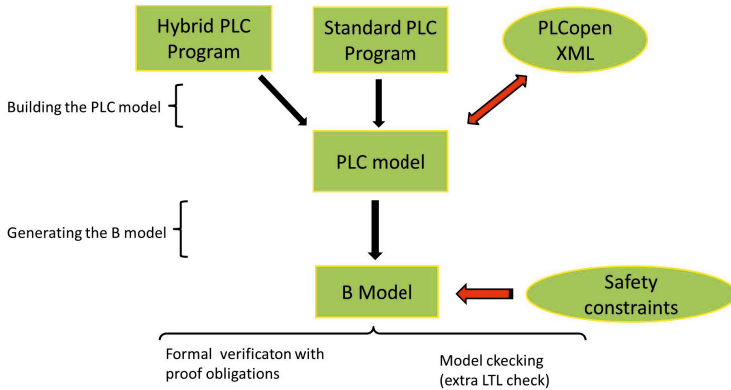 Hybrid PLC
Program
Standard PLC
Program
PLCopen
XML
Building the PLC model
PLC model
Generating the B model
B Model
Safety
constraints
Formal verificaton with
proof obligations
Model ckecking
(extra LTL check)